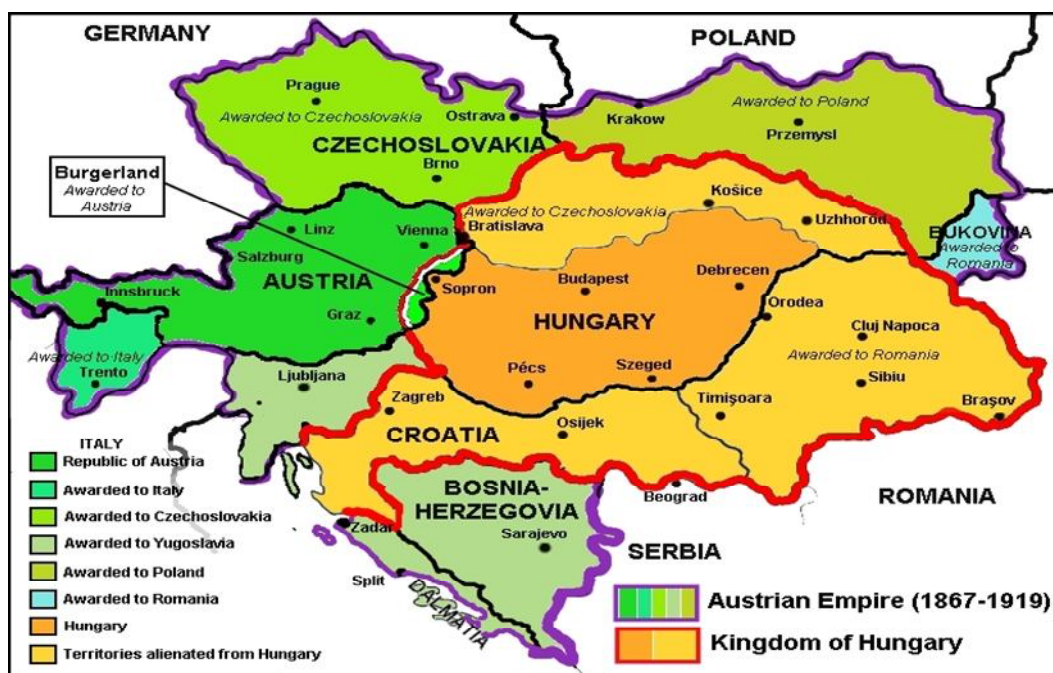 GERMANY
POLAND
Prague
Awarded to Czechoslovakia
Ostrava
CZECHOSLOVAKIA
Brno
Krakow
Awarded to Poland
Przemysl
Burgerland
Awarded to
Austria
Košice
Awarded to Czechoslovakia
Uzhhorod
Bratislava
BUKOVINA
Awarded to
Romania
Linz
Vienna
Salzburg
AUSTRIA
Innsbruck
Graz
Sopron
Budapest
Debrecen
HUNGARY
Orodea
Cluj Napoca
Awarded to Romania
Sibiu
Braşov
Timişoara
Pécs
Szeged
Awarded to Italy
Trento
Ljubljana
Zagreb
Osijek
CROATIA
BOSNIA-
HERZEGOVIA
Sarajevo
Beograd
ROMANIA
SERBIA
Zadar
Split
DALMATIA
ITALY
Republic of Austria
Awarded to Italy
Awarded to Czechoslovakia
Awarded to Yugoslavia
Awarded to Poland
Awarded to Romania
Hungary
Territories alienated from Hungary
Austrian Empire (1867-1919)
Kingdom of Hungary